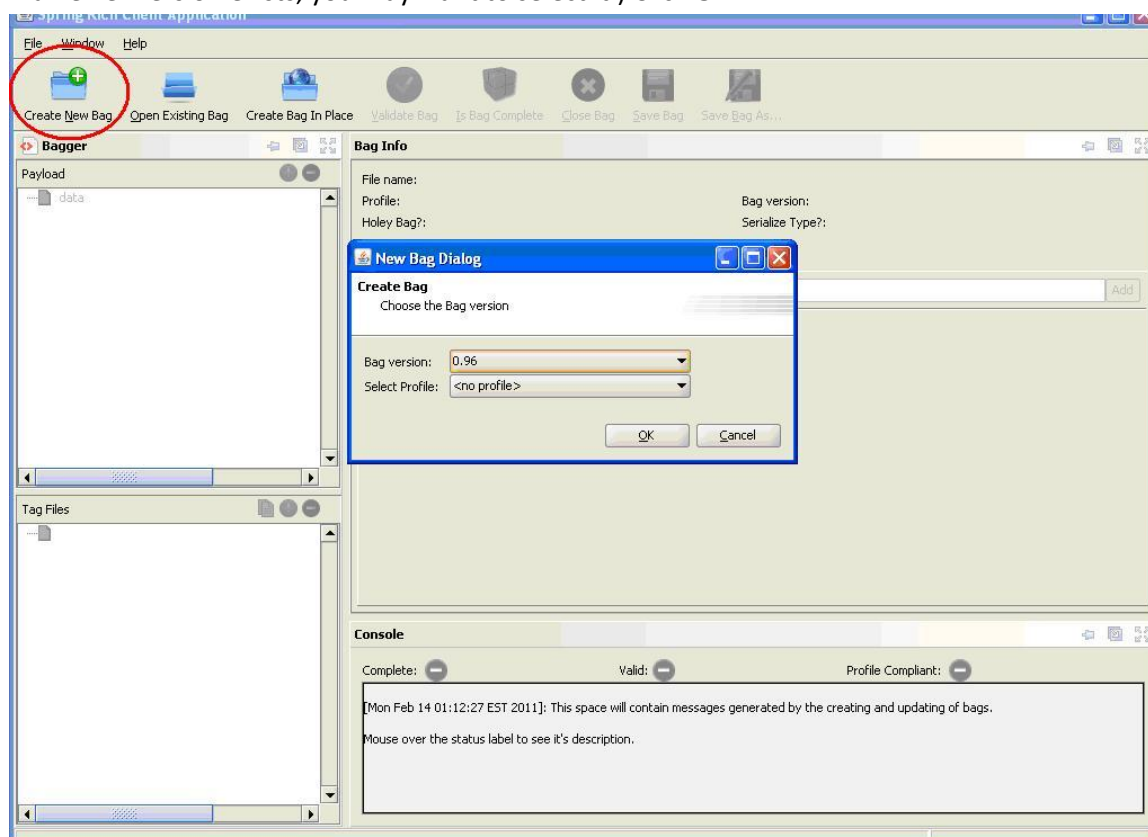 Spring Rich Client Application
File Window Help
Create New Bag Open Existing Bag Create Bag In Place Validate Bag Is Bag Complete Close Bag Save Bag Save Bag As...
Bagger
Payload
data
Tag Files
Bag Info
File name:
Profile: Bag version:
Holey Bag?: Serialize Type?:
Add
New Bag Dialog
Create Bag
Choose the Bag version
Bag version: 0.96
Select Profile: <no profile>
OK Cancel
Console
Complete: Valid: Profile Compliant:
[Mon Feb 14 01:12:27 EST 2011]: This space will contain messages generated by the creating and updating of bags.
Mouse over the status label to see it's description.